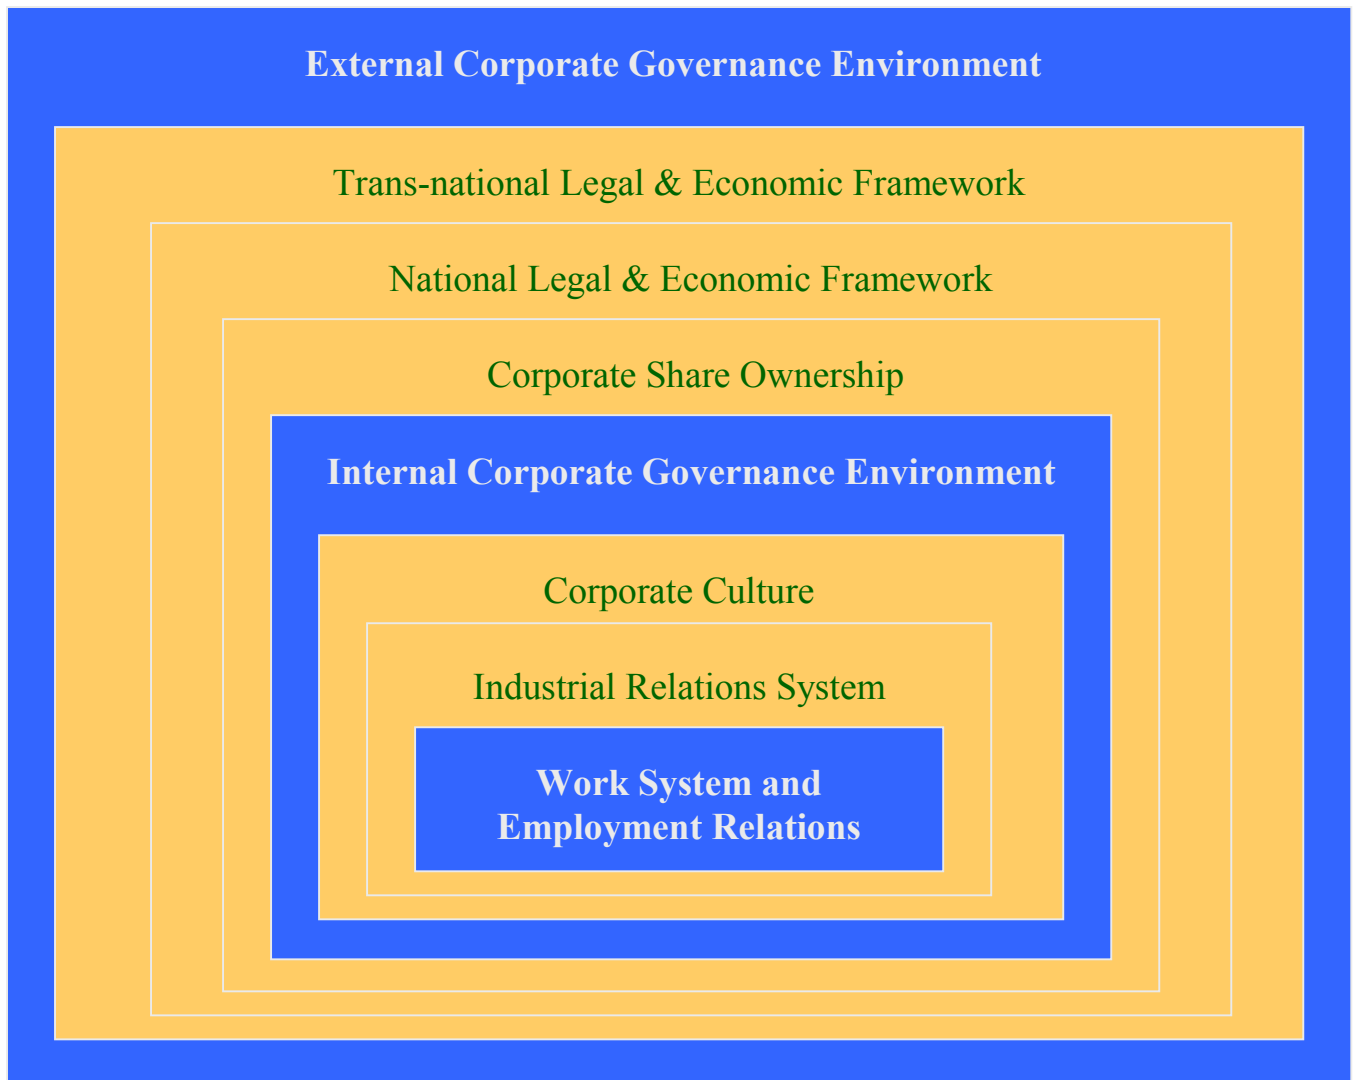 External Corporate Governance Environment
Trans-national Legal & Economic Framework
National Legal & Economic Framework
Corporate Share Ownership
Internal Corporate Governance Environment
Corporate Culture
Industrial Relations System
Work System and
Employment Relations